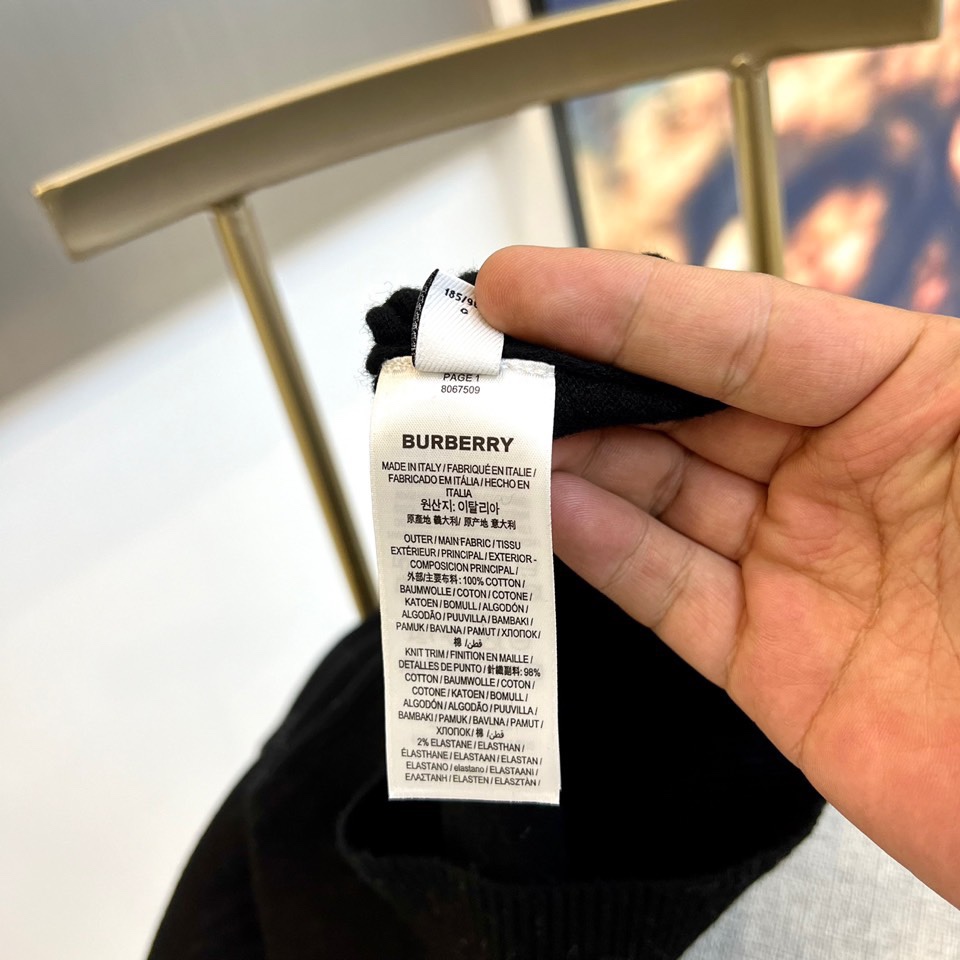 185/9
G
PAGE 1
8067509
BURBERRY
MADE IN ITALY / FABRIQUÉ EN ITALIE /
FABRICADO EM ITÁLIA / HECHO EN
ITALIA
원산지: 이탈리아
原產地 義大利/ 原产地 意大利
OUTER / MAIN FABRIC / TISSU
EXTÉRIEUR / PRINCIPAL / EXTERIOR -
COMPOSICION PRINCIPAL /
外部/主要布料: 100% COTTON /
BAUMWOLLE / COTON / COTONE /
KATOEN / BOMULL / ALGODÓN /
ALGODÃO / PUUVILLA / BAMBAKI /
PAMUK / BAVLNA / PAMUT / ХЛОПОК /
棉 /قطن
KNIT TRIM / FINITION EN MAILLE /
DETALLES DE PUNTO / 針織副料: 98%
COTTON / BAUMWOLLE / COTON /
COTONE / KATOEN / BOMULL /
ALGODÓN / ALGODÃO / PUUVILLA /
BAMBAKI / PAMUK / BAVLNA / PAMUT /
ХЛОПОК / 棉 /قطن
2% ELASTANE / ELASTHAN /
ÉLASTHANE / ELASTAAN / ELASTAN /
ELASTANO / elastano / ELASTAANI /
ΕΛΑΣΤΑΝΗ / ELASTEN / ELASZTÁN /